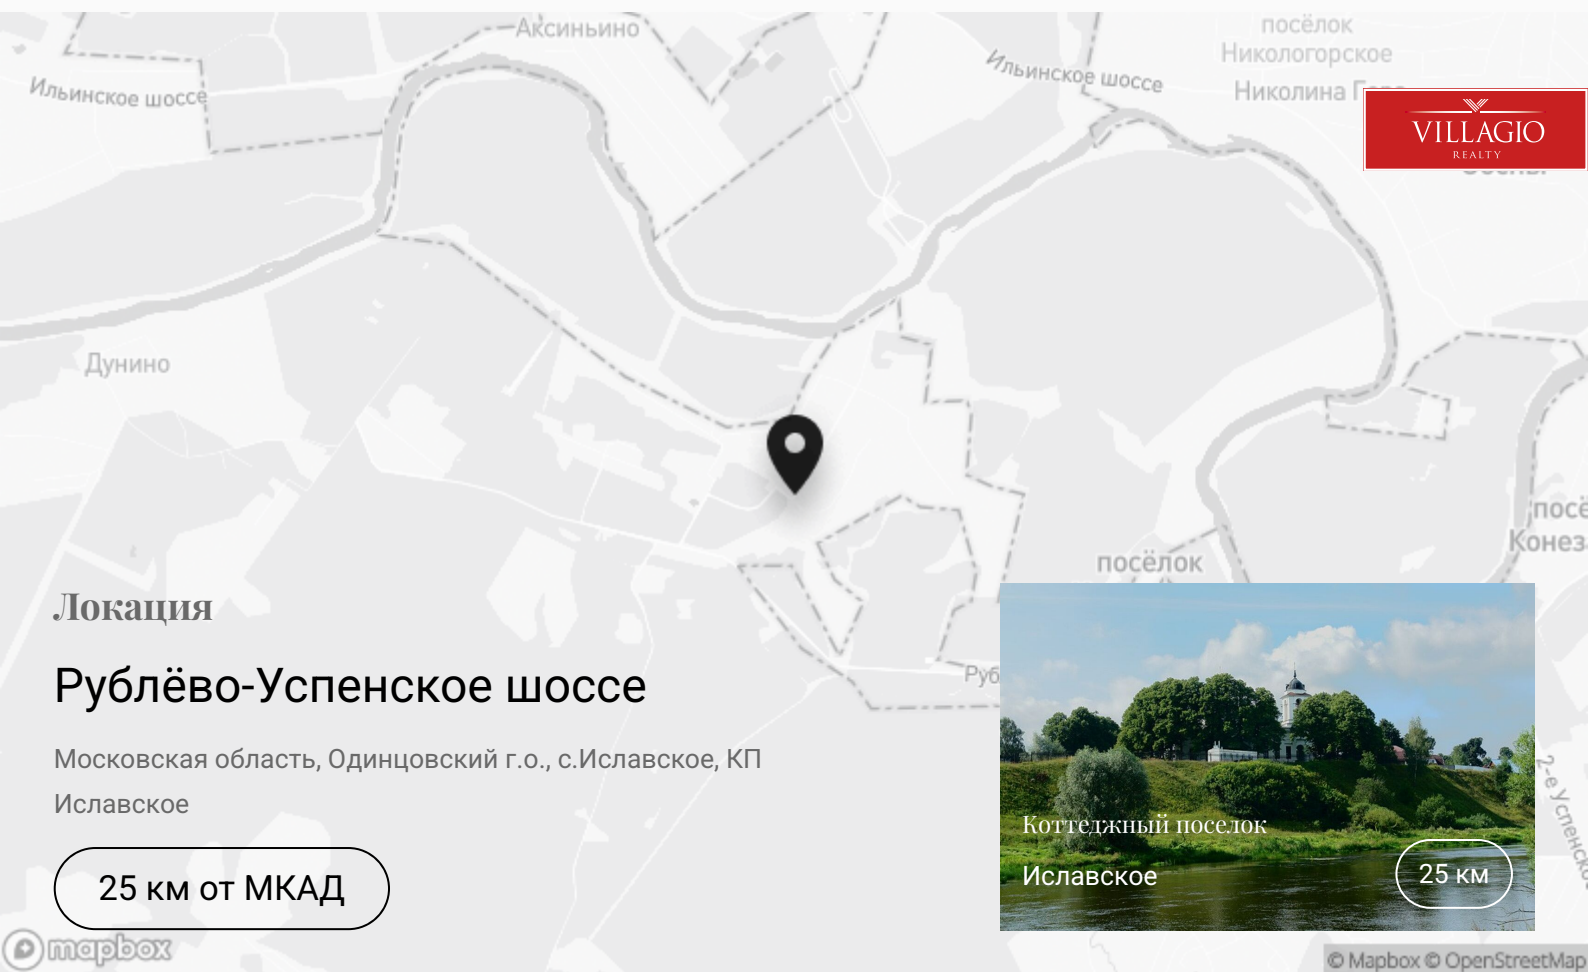 Аксиньино
посёлок
Никологорское
Ильинское шоссе
Ильинское шоссе
Николина
VILLAGIO
REALTY
Дунино
посёлок
Локация
Рублёво-Успенское шоссе
Московская область, Одинцовский г.о., с.Иславское, КП
Иславское
25 км от МКАД
Коттеджный поселок
Иславское
25 км
mapbox
© Mapbox © OpenStreetMap